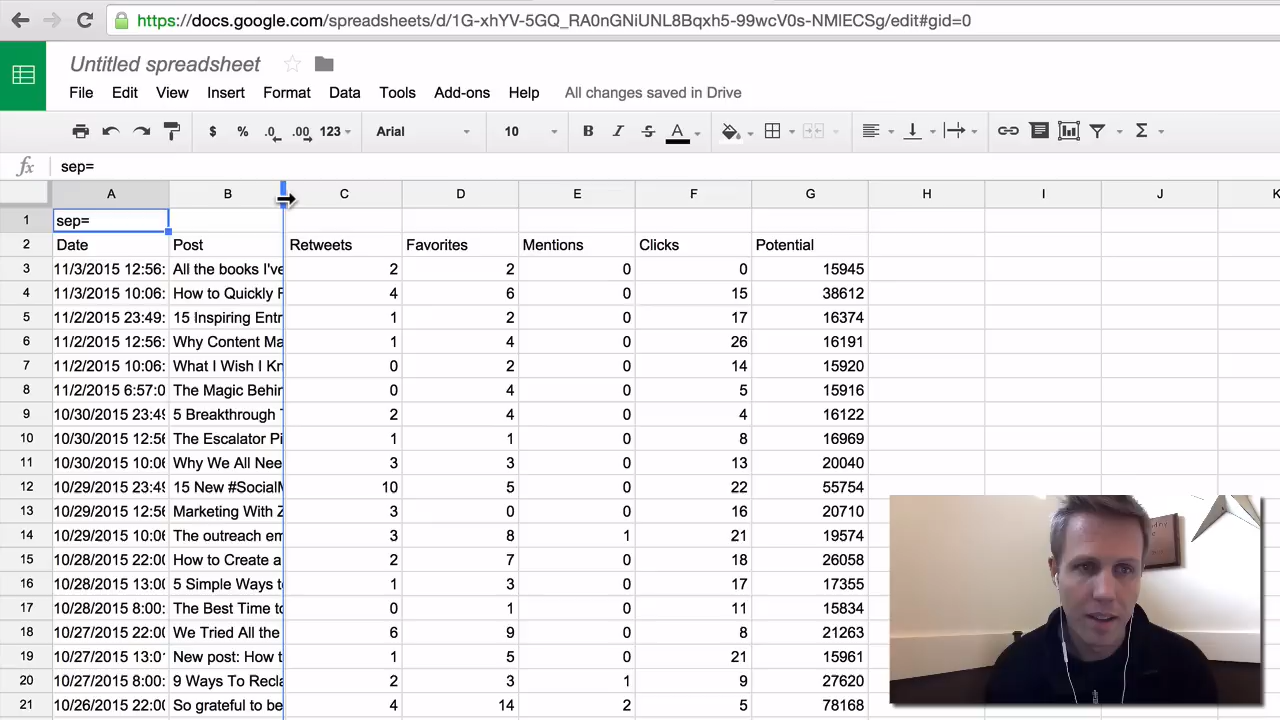 https://docs.google.com/spreadsheets/d/1G-xhYV-5GQ_RA0nGNiUNL8Bqxh5-99wcV0s-NMlECSg/edit#gid=0
Untitled spreadsheet
File Edit View Insert Format Data Tools Add-ons Help All changes saved in Drive
$ % .0 .00 123 Arial 10 B I S A Σ
fx sep=
A B C D E F G H I J K
1 sep=
2 Date Post Retweets Favorites Mentions Clicks Potential
3 11/3/2015 12:56: All the books I've 2 2 0 0 15945
4 11/3/2015 10:06: How to Quickly F 4 6 0 15 38612
5 11/2/2015 23:49: 15 Inspiring Entr 1 2 0 17 16374
6 11/2/2015 12:56: Why Content Ma 1 4 0 26 16191
7 11/2/2015 10:06: What I Wish I Kn 0 2 0 14 15920
8 11/2/2015 6:57:0 The Magic Behin 0 4 0 5 15916
9 10/30/2015 23:49 5 Breakthrough T 2 4 0 4 16122
10 10/30/2015 12:56 The Escalator Pi 1 1 0 8 16969
11 10/30/2015 10:06 Why We All Nee 3 3 0 13 20040
12 10/29/2015 23:49 15 New #SocialM 10 5 0 22 55754
13 10/29/2015 12:56 Marketing With Z 3 0 0 16 20710
14 10/29/2015 10:06 The outreach em 3 8 1 21 19574
15 10/28/2015 22:00 How to Create a 2 7 0 18 26058
16 10/28/2015 13:00 5 Simple Ways to 1 3 0 17 17355
17 10/28/2015 8:00: The Best Time to 0 1 0 11 15834
18 10/27/2015 22:00 We Tried All the 6 9 0 8 21263
19 10/27/2015 13:01 New post: How t 1 5 0 21 15961
20 10/27/2015 8:00: 9 Ways To Recla 2 3 1 9 27620
21 10/26/2015 22:00 So grateful to be 4 14 2 5 78168